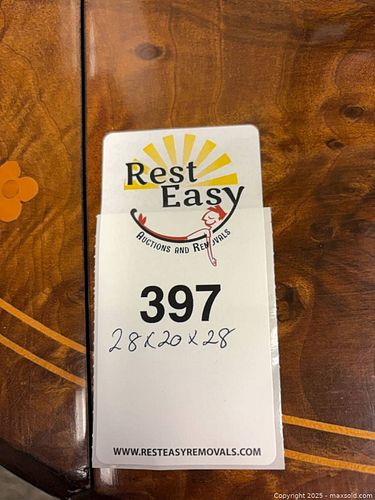 Rest
Easy
AUCTIONS AND REMOVALS
397
28x20x28
WWW.RESTEASYREMOVALS.COM
Copyright 2025 - maxsold.com